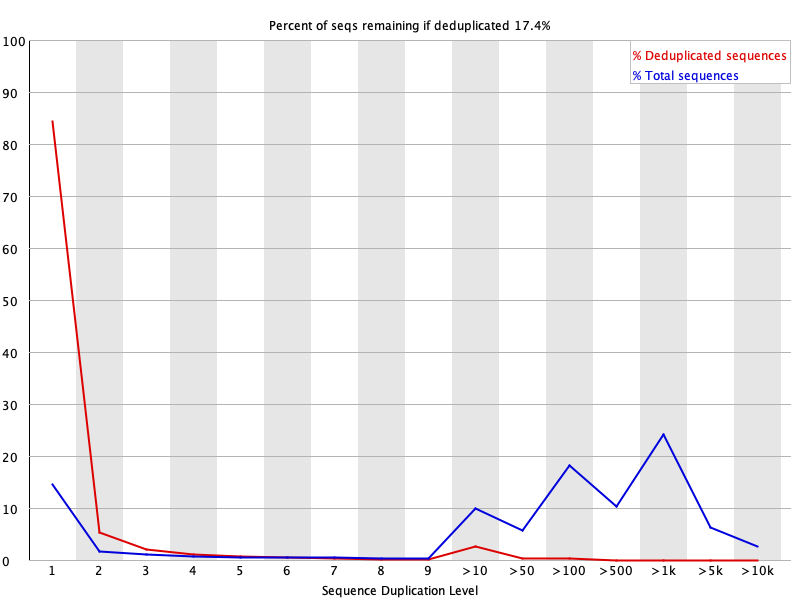 Percent of seqs remaining if deduplicated 17.4%
% Deduplicated sequences
% Total sequences
100
90
80
70
60
50
40
30
20
10
0
1 2 3 4 5 6 7 8 9 >10 >50 >100 >500 >1k >5k >10k
Sequence Duplication Level